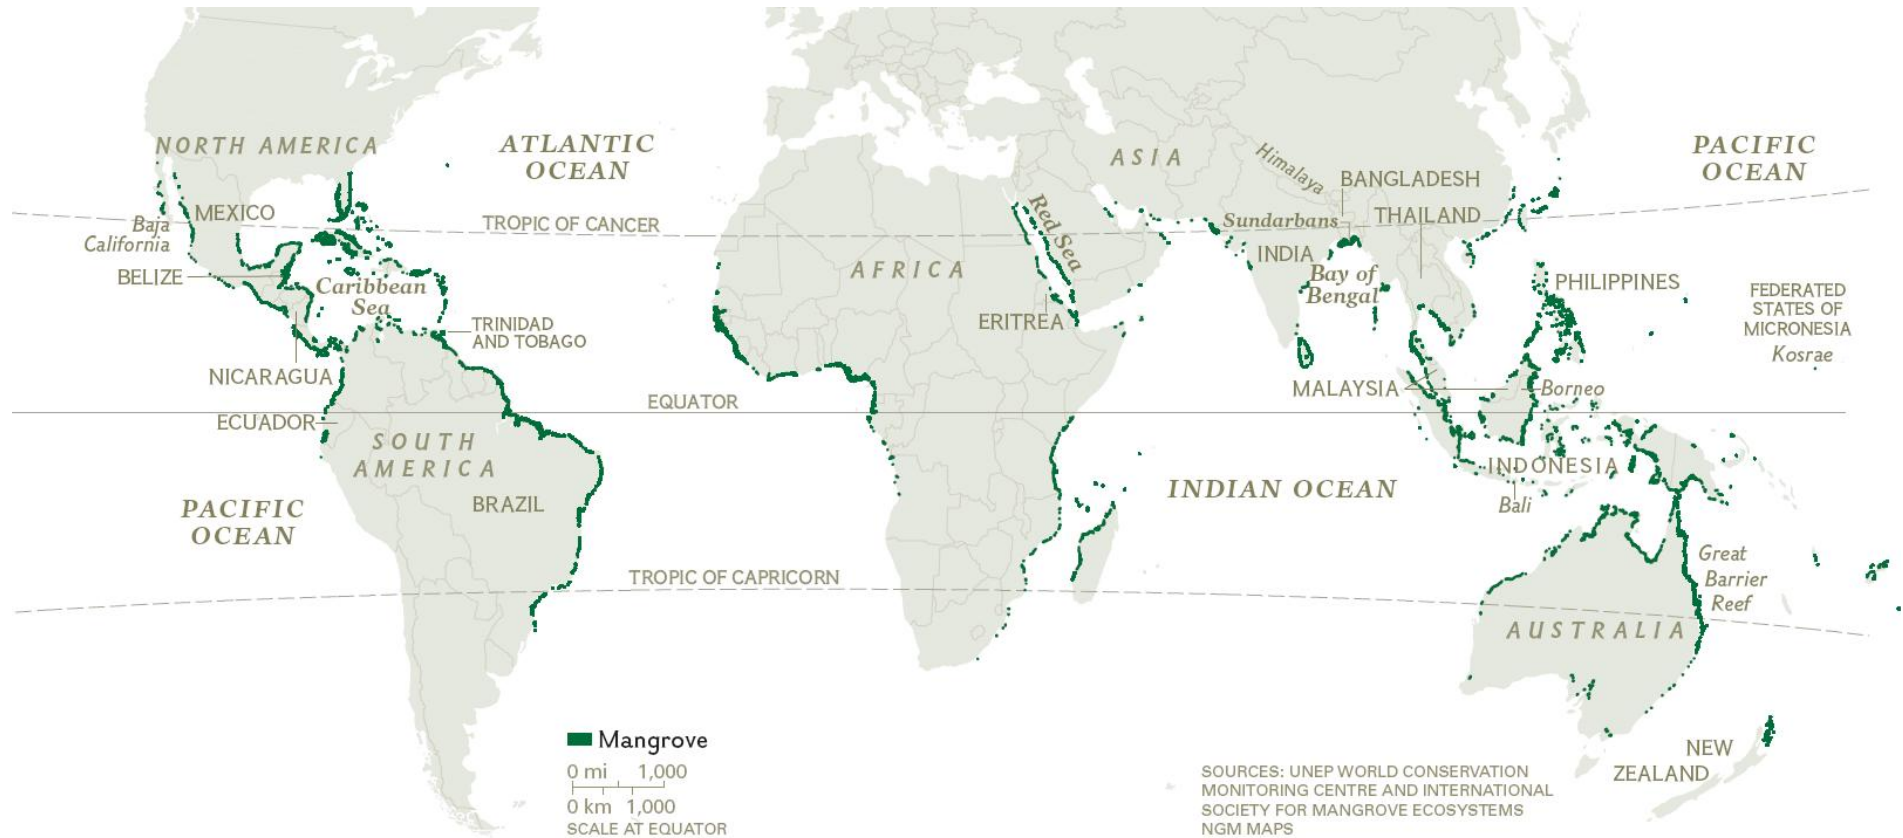 NORTH AMERICA
ATLANTIC
OCEAN
ASIA
Himalaya
PACIFIC
OCEAN
BANGLADESH
Baja
California
MEXICO
TROPIC OF CANCER
Red Sea
Sundarbans
THAILAND
INDIA
BELIZE
Caribbean
Sea
AFRICA
Bay of
Bengal
PHILIPPINES
FEDERATED
STATES OF
MICRONESIA
Kosrae
TRINIDAD
AND TOBAGO
ERITREA
NICARAGUA
MALAYSIA
Borneo
EQUATOR
ECUADOR
SOUTH
AMERICA
INDONESIA
BRAZIL
PACIFIC
OCEAN
INDIAN OCEAN
Bali
Great
Barrier
Reef
TROPIC OF CAPRICORN
AUSTRALIA
Mangrove
0 mi 1,000
0 km 1,000
SCALE AT EQUATOR
NEW
ZEALAND
SOURCES: UNEP WORLD CONSERVATION
MONITORING CENTRE AND INTERNATIONAL
SOCIETY FOR MANGROVE ECOSYSTEMS
NGM MAPS